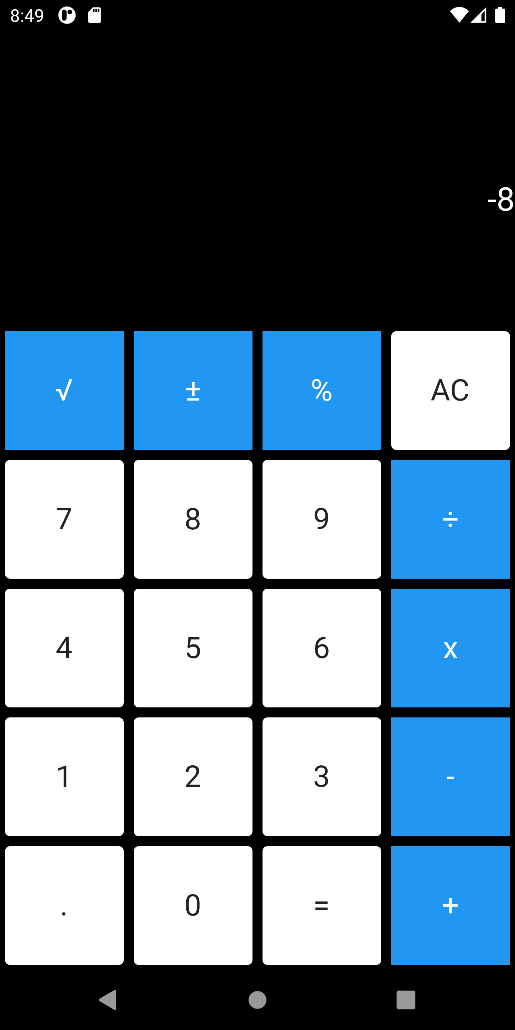 8:49
-8
√ ± % AC
7 8 9 ÷
4 5 6 x
1 2 3 -
. 0 = +